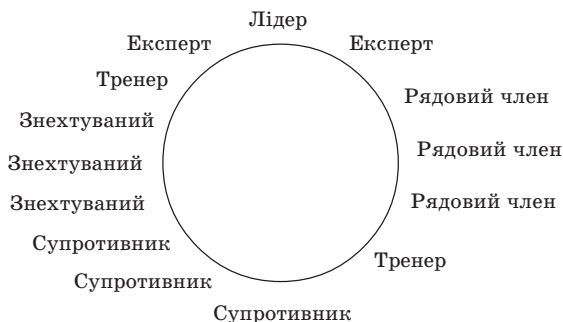 Лідер
Експерт
Експерт
Тренер
Рядовий член
Знехтуваний
Рядовий член
Знехтуваний
Рядовий член
Знехтуваний
Супротивник
Тренер
Супротивник
Супротивник